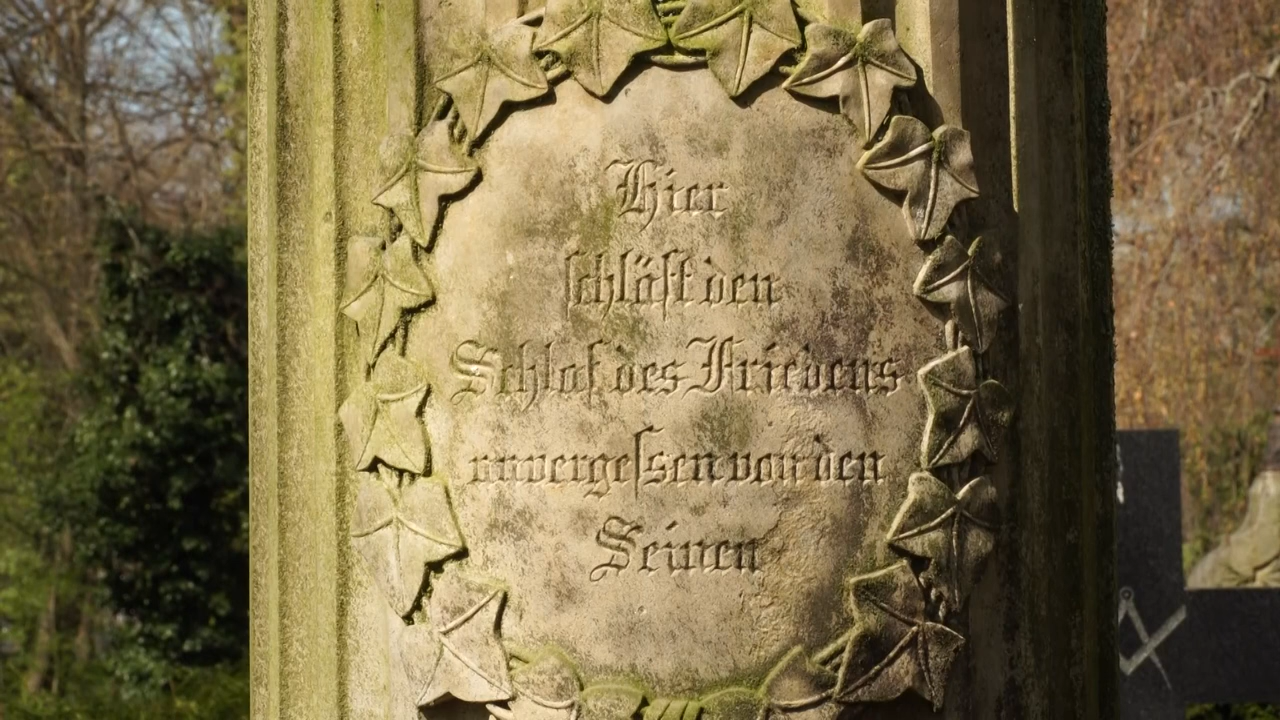 Hier
schläft den
Schlaf des Friedens
unvergessen von den
Seinen